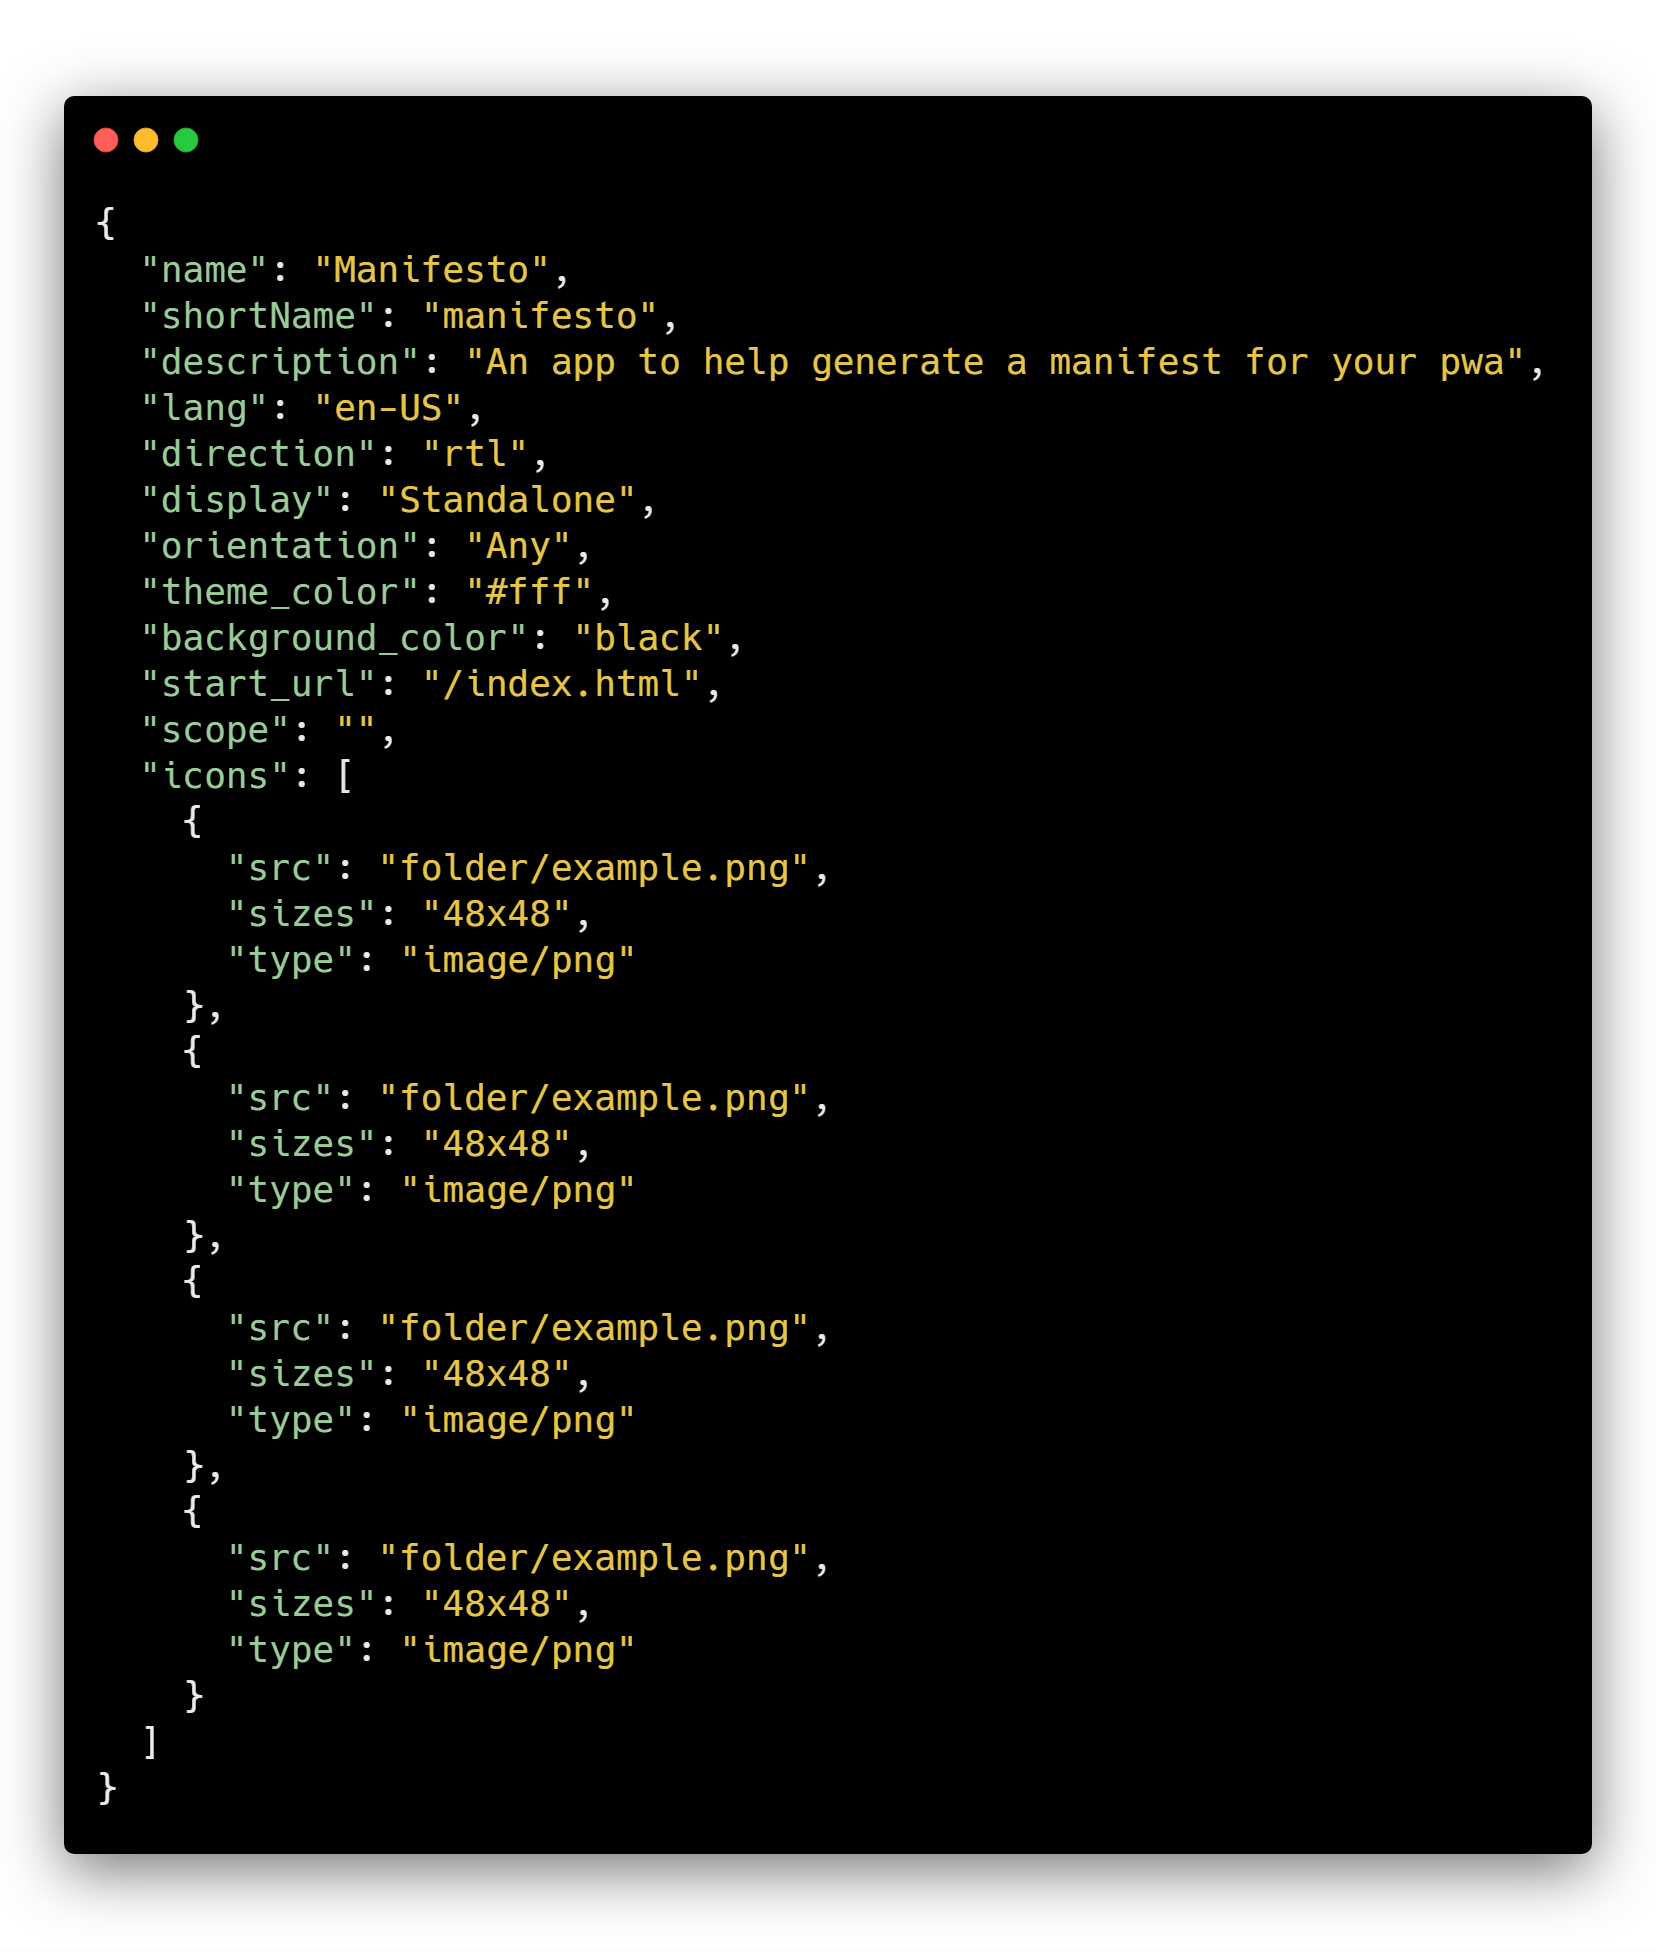 {
  "name": "Manifesto",
  "shortName": "manifesto",
  "description": "An app to help generate a manifest for your pwa",
  "lang": "en-US",
  "direction": "rtl",
  "display": "Standalone",
  "orientation": "Any",
  "theme_color": "#fff",
  "background_color": "black",
  "start_url": "/index.html",
  "scope": "",
  "icons": [
    {
      "src": "folder/example.png",
      "sizes": "48x48",
      "type": "image/png"
    },
    {
      "src": "folder/example.png",
      "sizes": "48x48",
      "type": "image/png"
    },
    {
      "src": "folder/example.png",
      "sizes": "48x48",
      "type": "image/png"
    },
    {
      "src": "folder/example.png",
      "sizes": "48x48",
      "type": "image/png"
    }
  ]
}